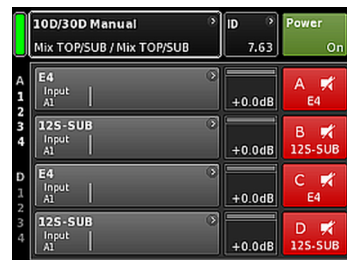 10D/30D Manual
Mix TOP/SUB / Mix TOP/SUB
ID
7.63
Power
On
A
1
2
3
4
D
1
2
3
4
E4
Input
A1
+0.0dB
A
E4
12S-SUB
Input
A1
+0.0dB
B
12S-SUB
E4
Input
A1
+0.0dB
C
E4
12S-SUB
Input
A1
+0.0dB
D
12S-SUB